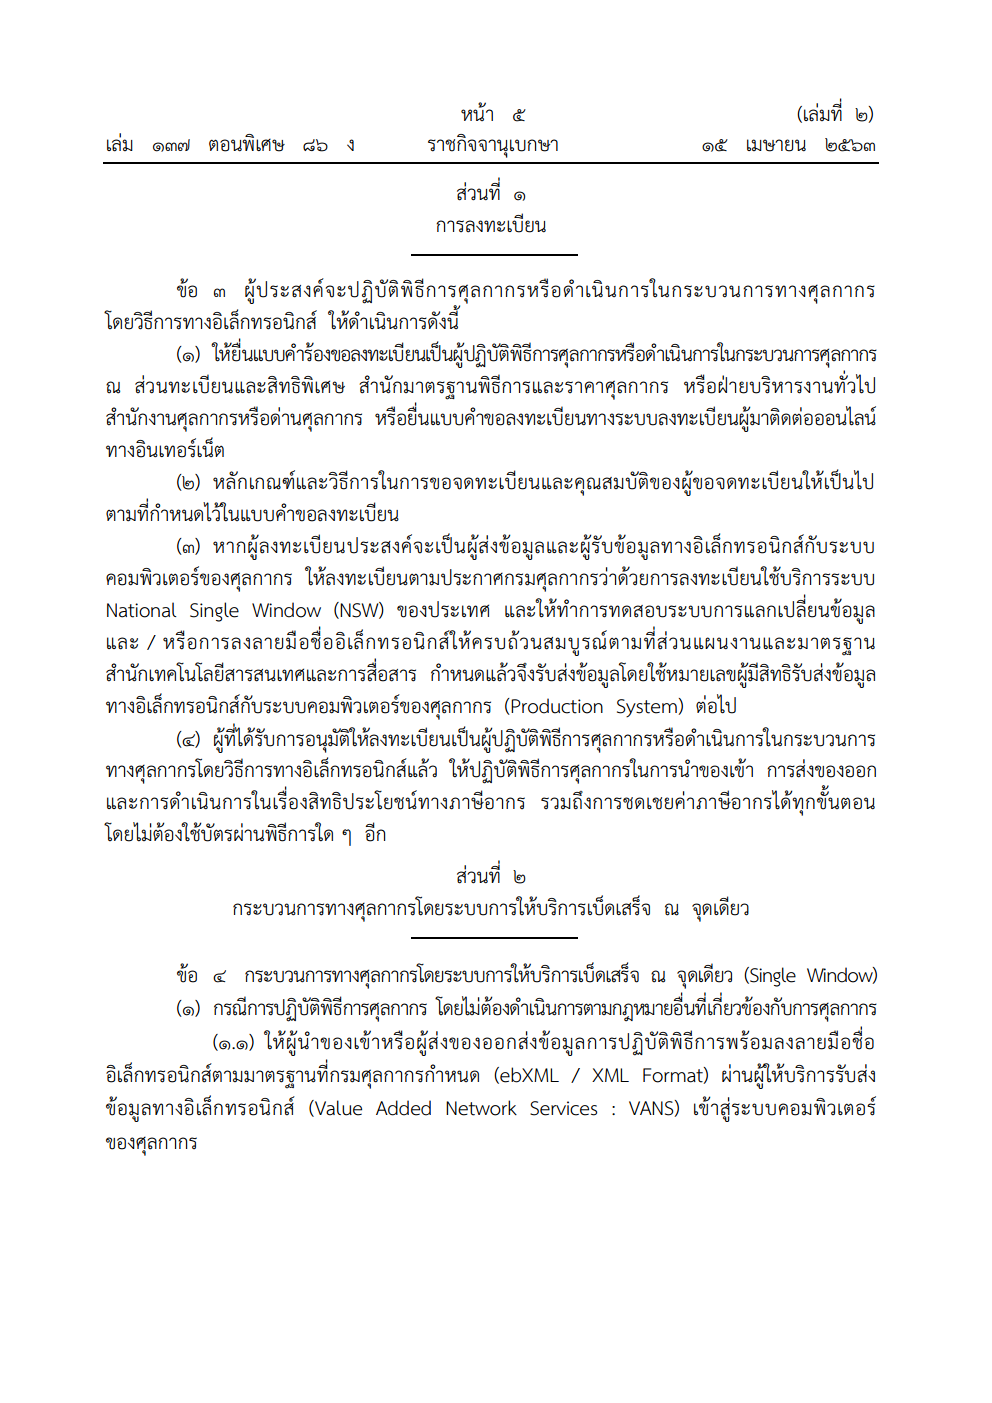 หน้า ๕
(เล่มที่ ๒)
เล่ม ๑๓๗ ตอนพิเศษ ๘๖ ง ราชกิจจานุเบกษา ๑๕ เมษายน ๒๕๖๓
ส่วนที่ ๑
การลงทะเบียน
ข้อ ๓ ผู้ประสงค์จะปฏิบัติพิธีการศุลกากรหรือดำเนินการในกระบวนการทางศุลกากร
โดยวิธีการทางอิเล็กทรอนิกส์ ให้ดำเนินการดังนี้
(๑) ให้ยื่นแบบคำร้องขอลงทะเบียนเป็นผู้ปฏิบัติพิธีการศุลกากรหรือดำเนินการในกระบวนการศุลกากร
ณ ส่วนทะเบียนและสิทธิพิเศษ สำนักมาตรฐานพิธีการและราคาศุลกากร หรือฝ่ายบริหารงานทั่วไป
สำนักงานศุลกากรหรือด่านศุลกากร หรือยื่นแบบคำขอลงทะเบียนทางระบบลงทะเบียนผู้มาติดต่อออนไลน์
ทางอินเทอร์เน็ต
(๒) หลักเกณฑ์และวิธีการในการขอจดทะเบียนและคุณสมบัติของผู้ขอจดทะเบียนให้เป็นไป
ตามที่กำหนดไว้ในแบบคำขอลงทะเบียน
(๓) หากผู้ลงทะเบียนประสงค์จะเป็นผู้ส่งข้อมูลและผู้รับข้อมูลทางอิเล็กทรอนิกส์กับระบบ
คอมพิวเตอร์ของศุลกากร ให้ลงทะเบียนตามประกาศกรมศุลกากรว่าด้วยการลงทะเบียนใช้บริการระบบ
National Single Window (NSW) ของประเทศ และให้ทำการทดสอบระบบการแลกเปลี่ยนข้อมูล
และ / หรือการลงลายมือชื่ออิเล็กทรอนิกส์ให้ครบถ้วนสมบูรณ์ตามที่ส่วนแผนงานและมาตรฐาน
สำนักเทคโนโลยีสารสนเทศและการสื่อสาร กำหนดแล้วจึงรับส่งข้อมูลโดยใช้หมายเลขผู้มีสิทธิรับส่งข้อมูล
ทางอิเล็กทรอนิกส์กับระบบคอมพิวเตอร์ของศุลกากร (Production System) ต่อไป
(๔) ผู้ที่ได้รับการอนุมัติให้ลงทะเบียนเป็นผู้ปฏิบัติพิธีการศุลกากรหรือดำเนินการในกระบวนการ
ทางศุลกากรโดยวิธีการทางอิเล็กทรอนิกส์แล้ว ให้ปฏิบัติพิธีการศุลกากรในการนำของเข้า การส่งของออก
และการดำเนินการในเรื่องสิทธิประโยชน์ทางภาษีอากร รวมถึงการชดเชยค่าภาษีอากรได้ทุกขั้นตอน
โดยไม่ต้องใช้บัตรผ่านพิธีการใด ๆ อีก
ส่วนที่ ๒
กระบวนการทางศุลกากรโดยระบบการให้บริการเบ็ดเสร็จ ณ จุดเดียว
ข้อ ๔ กระบวนการทางศุลกากรโดยระบบการให้บริการเบ็ดเสร็จ ณ จุดเดียว (Single Window)
(๑) กรณีการปฏิบัติพิธีการศุลกากร โดยไม่ต้องดำเนินการตามกฎหมายอื่นที่เกี่ยวข้องกับการศุลกากร
(๑.๑) ให้ผู้นำของเข้าหรือผู้ส่งของออกส่งข้อมูลการปฏิบัติพิธีการพร้อมลงลายมือชื่อ
อิเล็กทรอนิกส์ตามมาตรฐานที่กรมศุลกากรกำหนด (ebXML / XML Format) ผ่านผู้ให้บริการรับส่ง
ข้อมูลทางอิเล็กทรอนิกส์ (Value Added Network Services : VANS) เข้าสู่ระบบคอมพิวเตอร์
ของศุลกากร